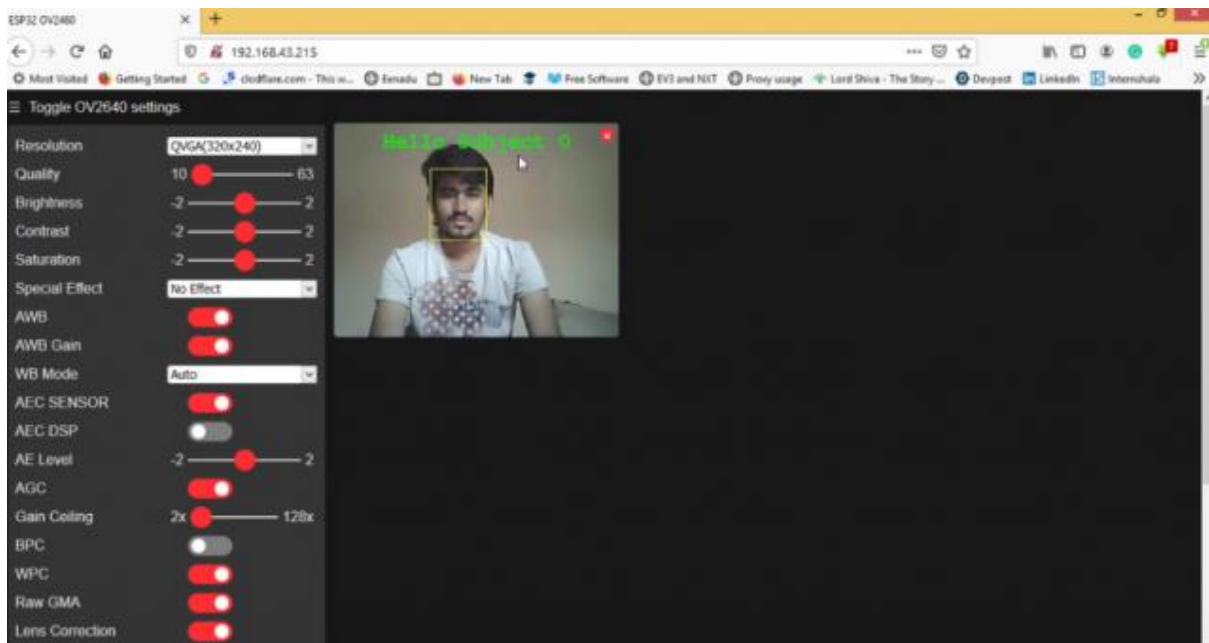 ESP32 OV2460
192.168.43.215
Most Visited Getting Started clodflare.com - This w... Eenadu New Tab Free Software EV3 and NXT Proxy usage Lord Shiva - The Story ... Devpost LinkedIn Internshala
Toggle OV2640 settings
Hello Subject 0
Resolution QVGA(320x240)
Quality 10 63
Brightness -2 2
Contrast -2 2
Saturation -2 2
Special Effect No Effect
AWB
AWB Gain
WB Mode Auto
AEC SENSOR
AEC DSP
AE Level -2 2
AGC
Gain Ceiling 2x 128x
BPC
WPC
Raw GMA
Lens Correction